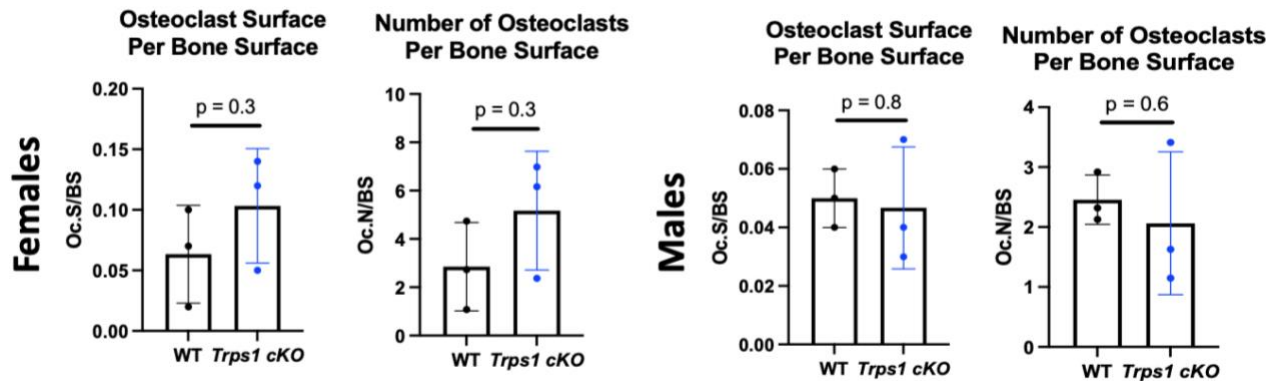 Females
Osteoclast Surface
Per Bone Surface
Oc.S/BS
0.20
0.15
0.10
0.05
0.00
p = 0.3
WT Trps1 cKO
Number of Osteoclasts
Per Bone Surface
Oc.N/BS
10
8
6
4
2
0
p = 0.3
WT Trps1 cKO
Males
Osteoclast Surface
Per Bone Surface
Oc.S/BS
0.08
0.06
0.04
0.02
0.00
p = 0.8
WT Trps1 cKO
Number of Osteoclasts
Per Bone Surface
Oc.N/BS
4
3
2
1
0
p = 0.6
WT Trps1 cKO